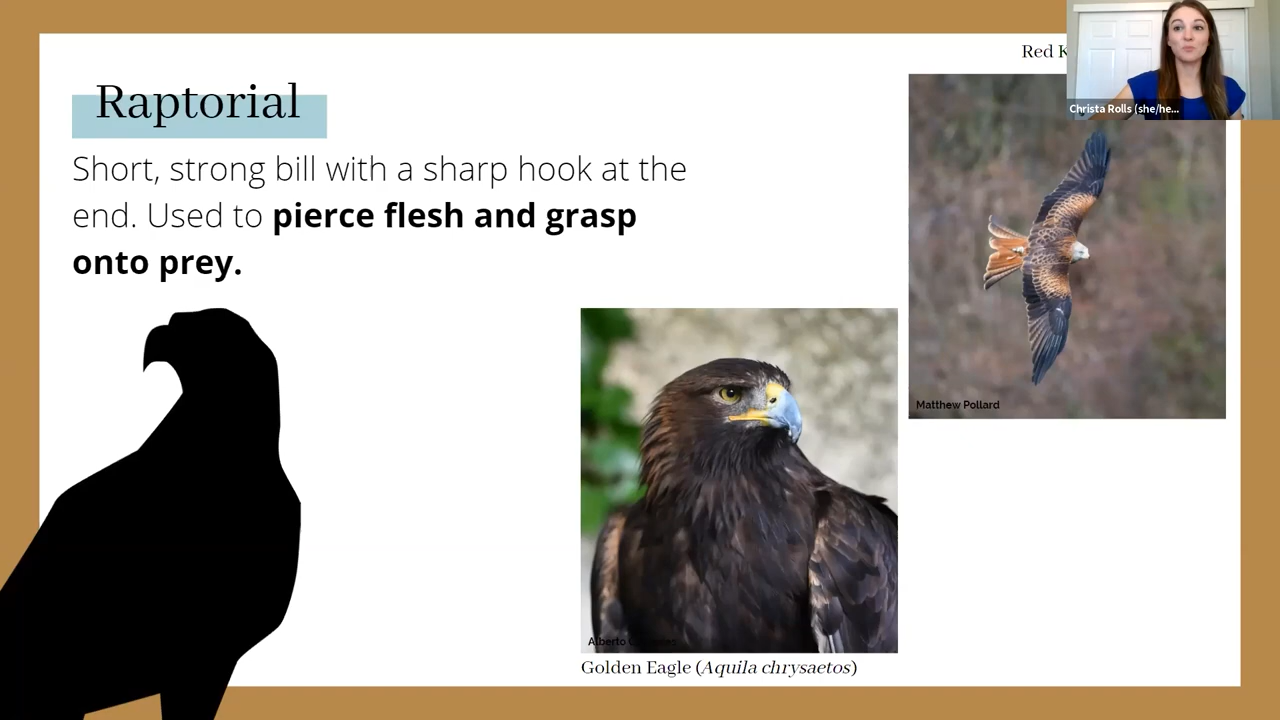 Raptorial
Short, strong bill with a sharp hook at the
end. Used to pierce flesh and grasp
onto prey.
Red
Christa Rolls (she/he...
Matthew Pollard
Alberto
Golden Eagle (Aquila chrysaetos)